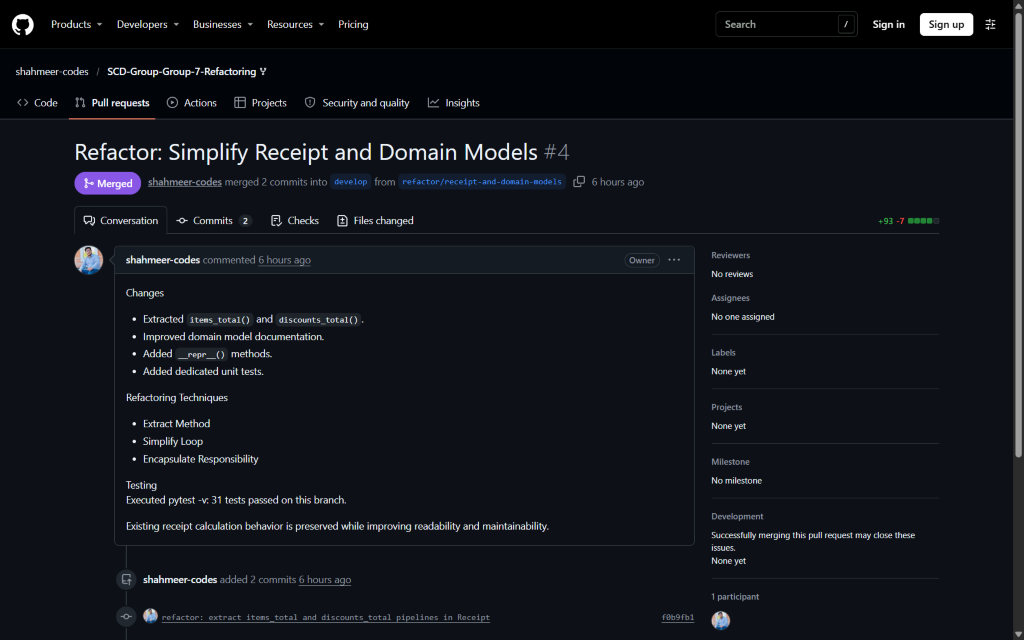 Products Developers Businesses Resources Pricing Search / Sign in Sign up
shahmeer-codes / SCD-Group-Group-7-Refactoring
Code Pull requests Actions Projects Security and quality Insights
Refactor: Simplify Receipt and Domain Models #4
Merged shahmeer-codes merged 2 commits into develop from refactor/receipt-and-domain-models 6 hours ago
Conversation Commits 2 Checks Files changed +93 -7
shahmeer-codes commented 6 hours ago Owner ...
Changes
• Extracted items_total() and discounts_total().
• Improved domain model documentation.
• Added __repr__() methods.
• Added dedicated unit tests.
Refactoring Techniques
• Extract Method
• Simplify Loop
• Encapsulate Responsibility
Testing
Executed pytest -v: 31 tests passed on this branch.
Existing receipt calculation behavior is preserved while improving readability and maintainability.
shahmeer-codes added 2 commits 6 hours ago
refactor: extract items_total and discounts_total pipelines in Receipt f0b9fb1
Reviewers
No reviews
Assignees
No one assigned
Labels
None yet
Projects
None yet
Milestone
No milestone
Development
Successfully merging this pull request may close these
issues.
None yet
1 participant